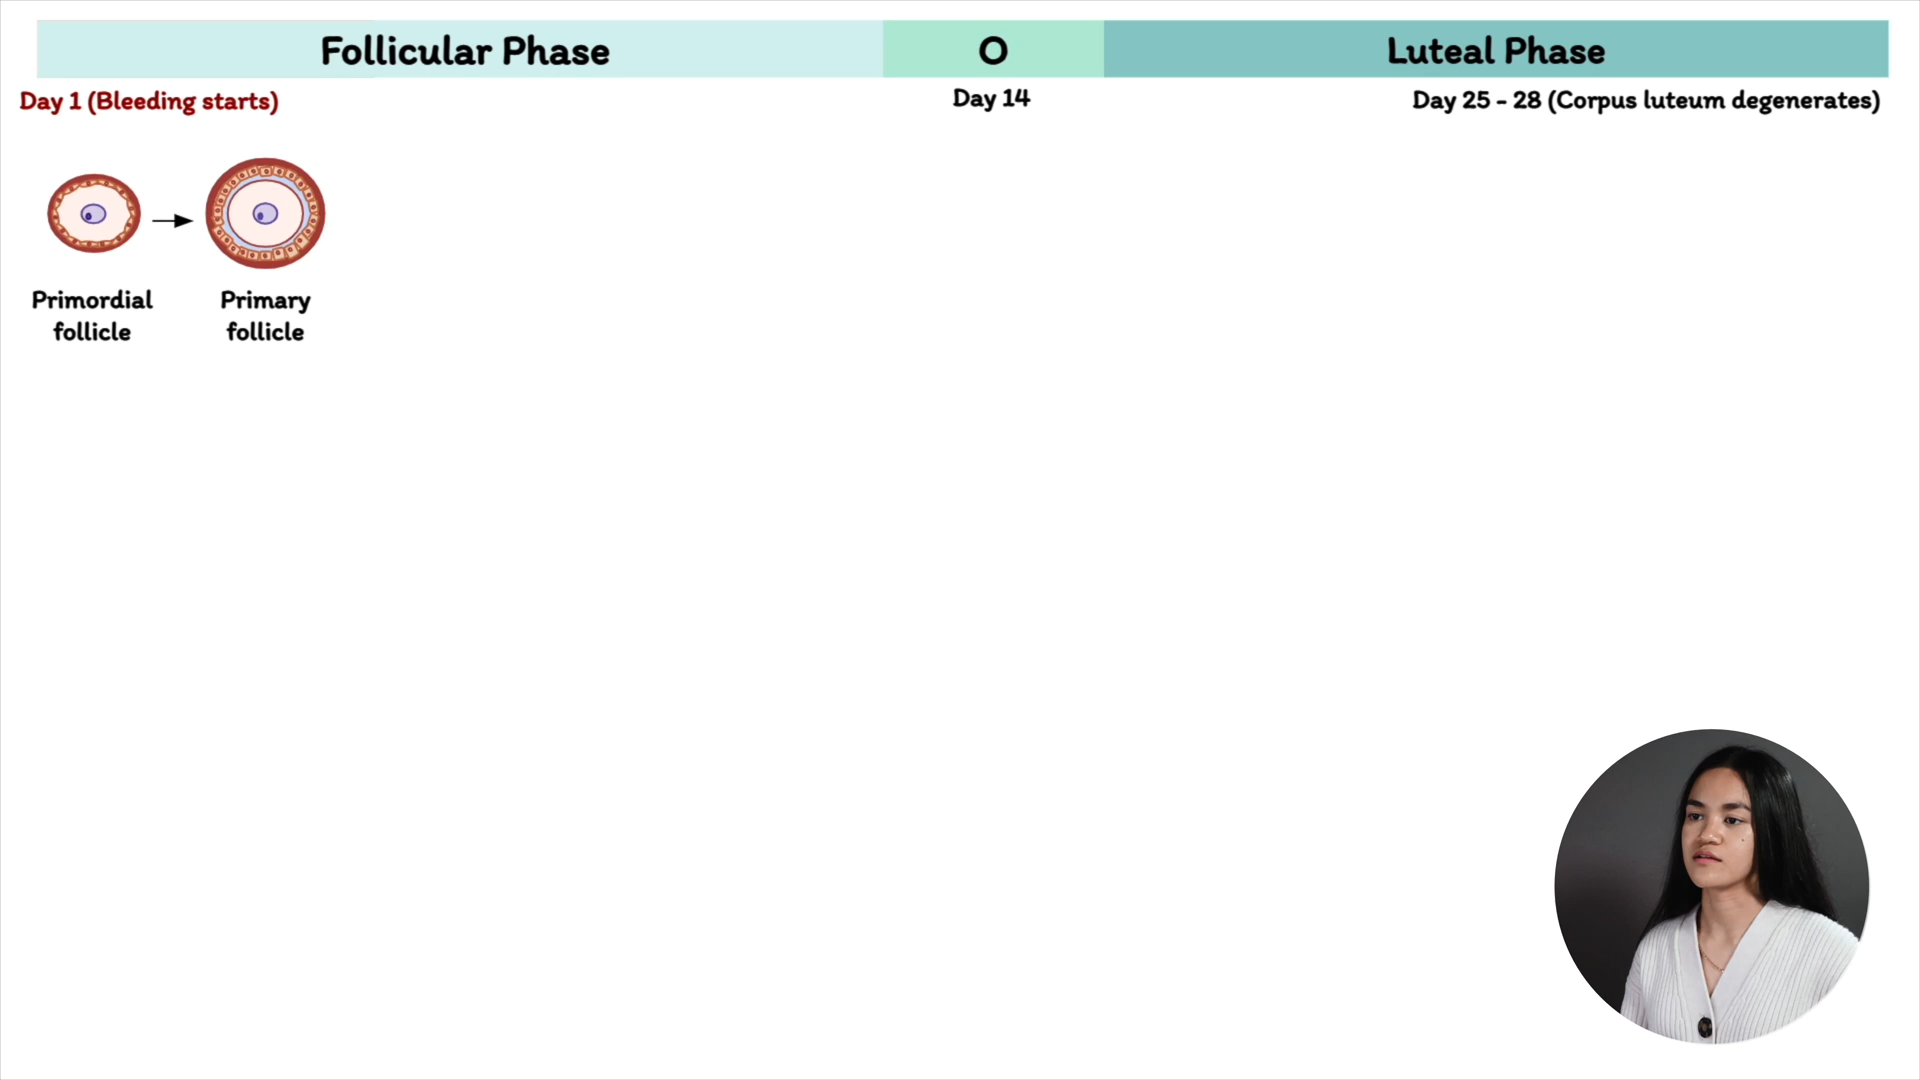 Follicular Phase
O
Luteal Phase
Day 1 (Bleeding starts)
Day 14
Day 25 - 28 (Corpus luteum degenerates)
Primordial
follicle
Primary
follicle